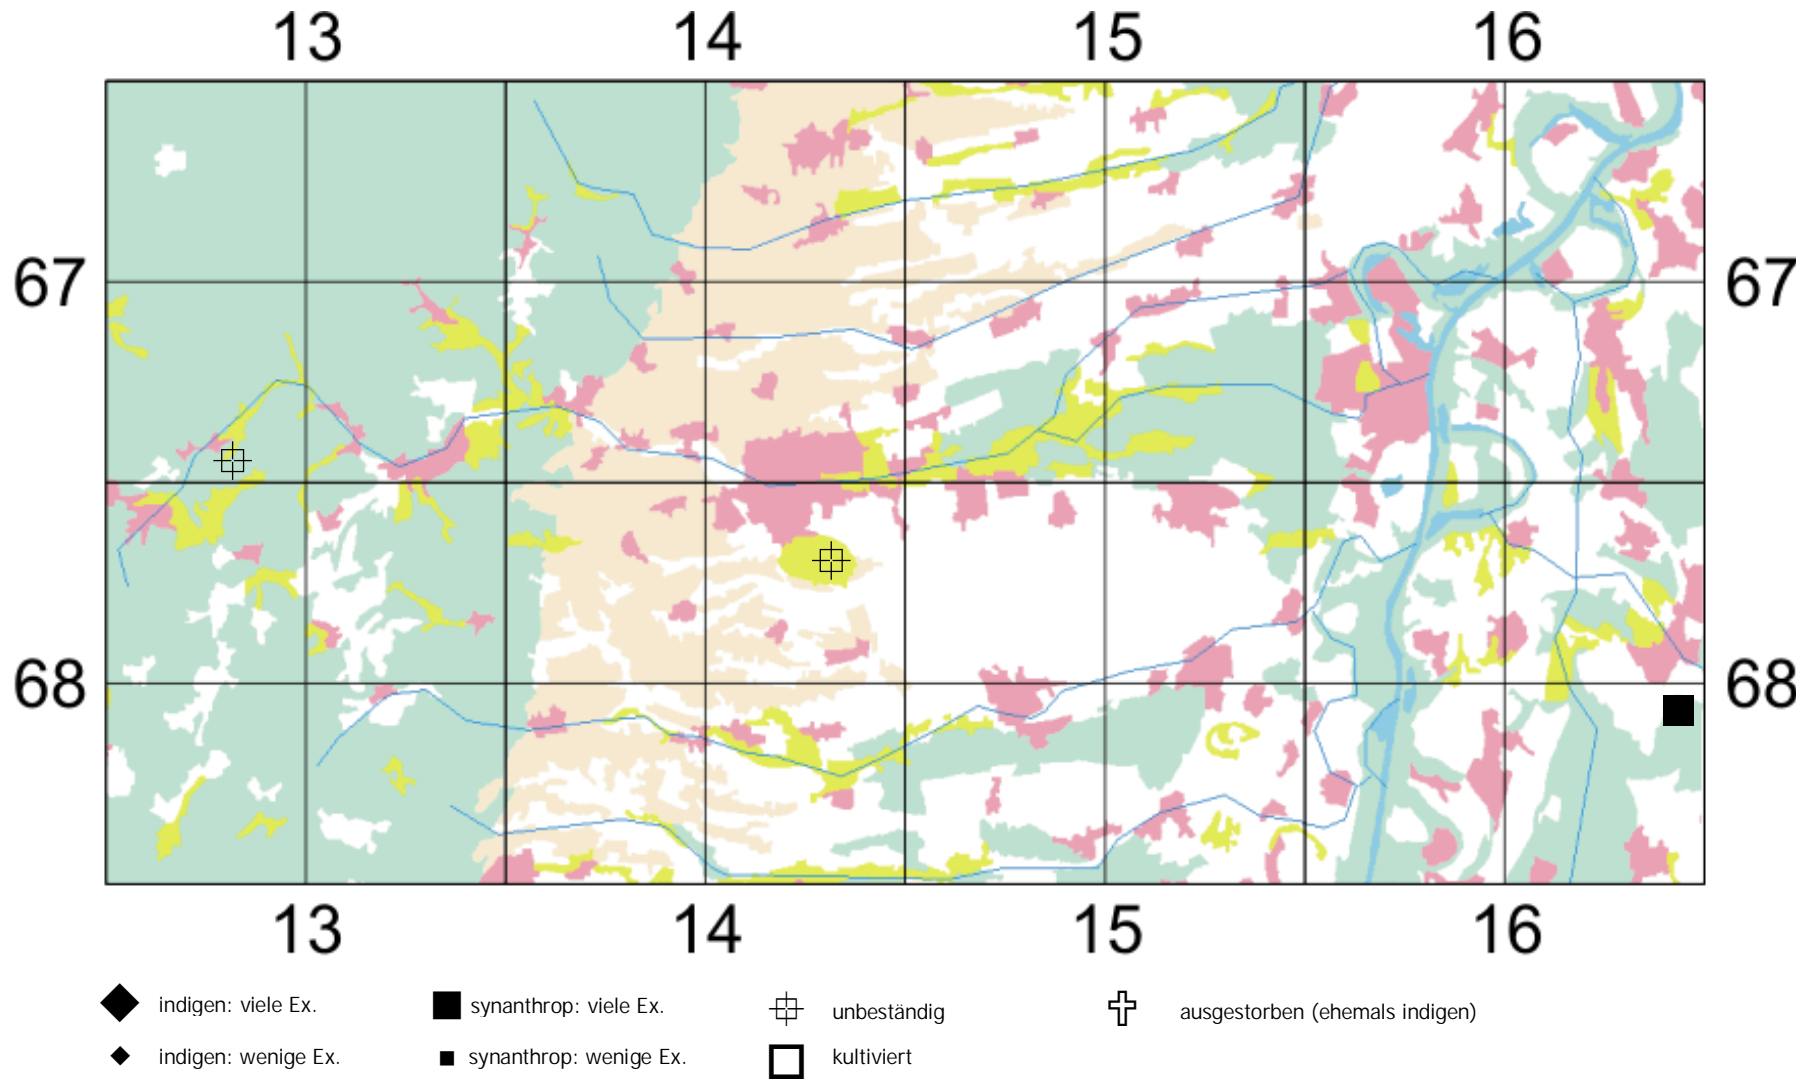 13 14 15 16
67 67
68 68
13 14 15 16
indigen: viele Ex. synanthrop: viele Ex. unbeständig ausgestorben (ehemals indigen)
indigen: wenige Ex. synanthrop: wenige Ex. kultiviert